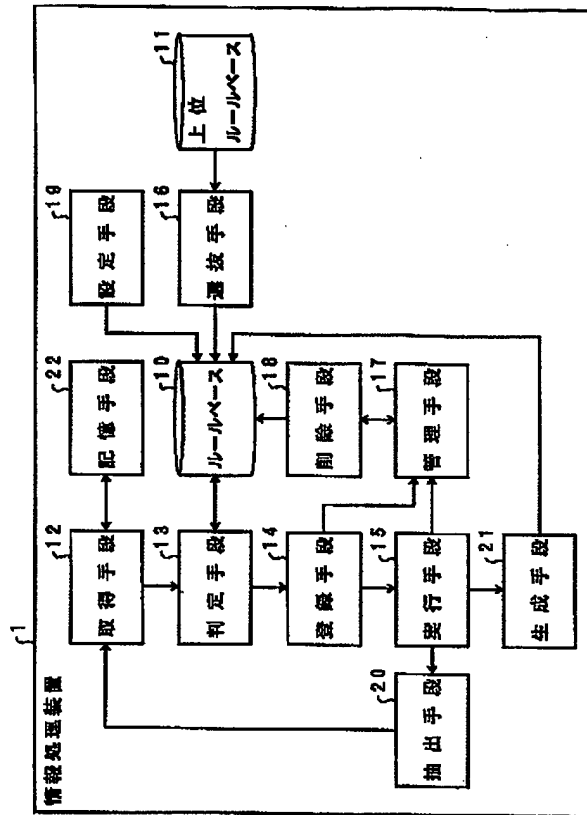 1
情報処理装置
12
取得手段
22
記憶手段
19
設定手段
11
上位
ルールベース
13
判定手段
10
ルールベース
16
選抜手段
14
登録手段
18
削除手段
20
抽出手段
15
実行手段
17
管理手段
21
生成手段